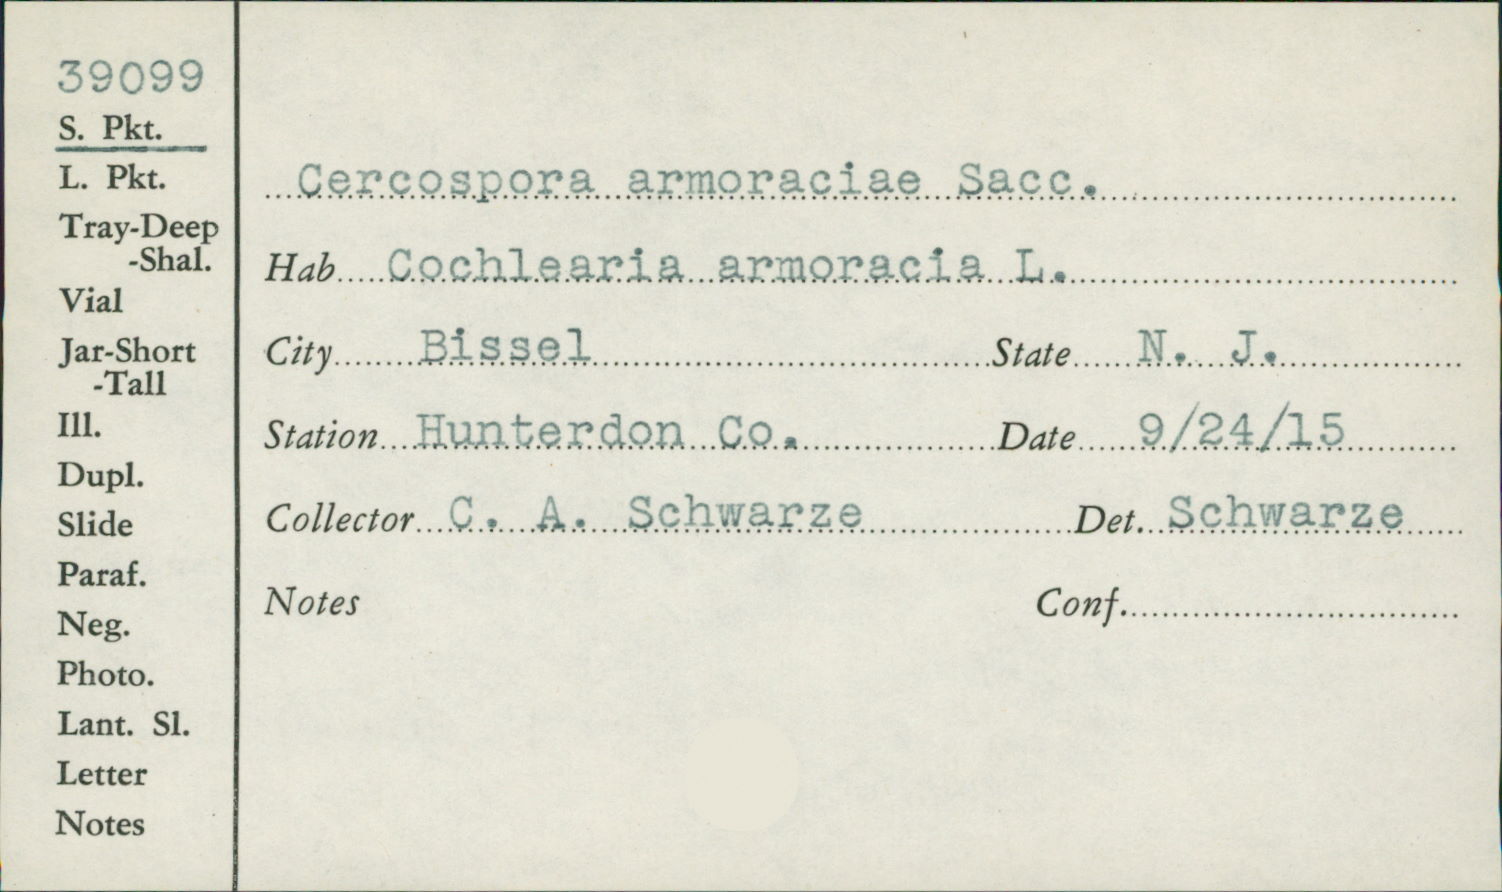 39099
S. Pkt.
L. Pkt.
Tray-Deep
-Shal.
Vial
Jar-Short
-Tall
Ill.
Dupl.
Slide
Paraf.
Neg.
Photo.
Lant. Sl.
Letter
Notes
Cercospora armoraciae Sacc.
Hab Cochlearia armoracia L.
City Bissel State N. J.
Station Hunterdon Co. Date 9/24/15
Collector C. A. Schwarze Det. Schwarze
Notes Conf.